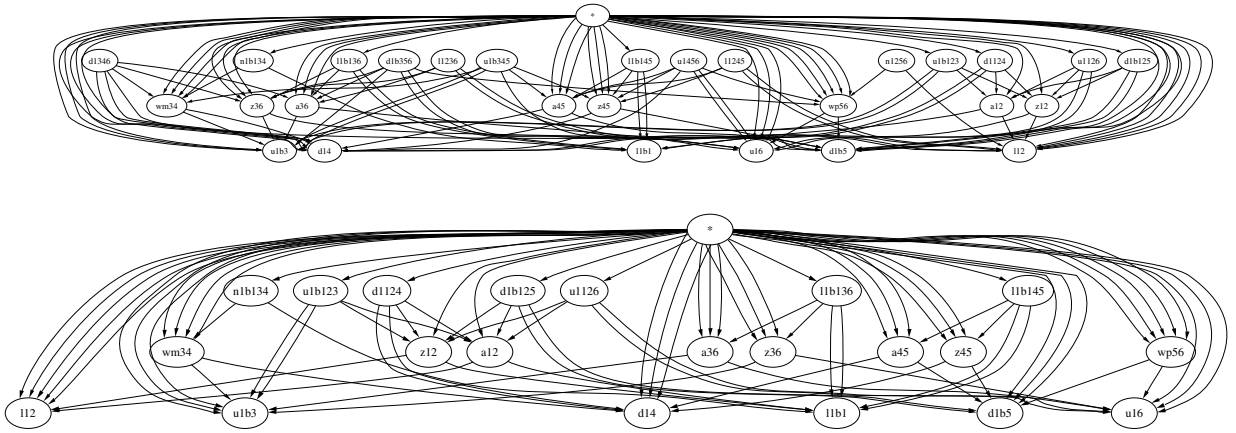 *
d1346 n1b134 l1b136 d1b356 l1236 u1b345 l1b145 u1456 l1245 n1256 u1b123 d1124 u1126 d1b125
wm34 z36 a36 a45 z45 wp56 a12 z12
u1b3 d14 l1b1 u16 d1b5 l12
*
n1b134 u1b123 d1124 d1b125 u1126 l1b136 l1b145
wm34 z12 a12 a36 z36 a45 z45 wp56
l12 u1b3 d14 l1b1 d1b5 u16